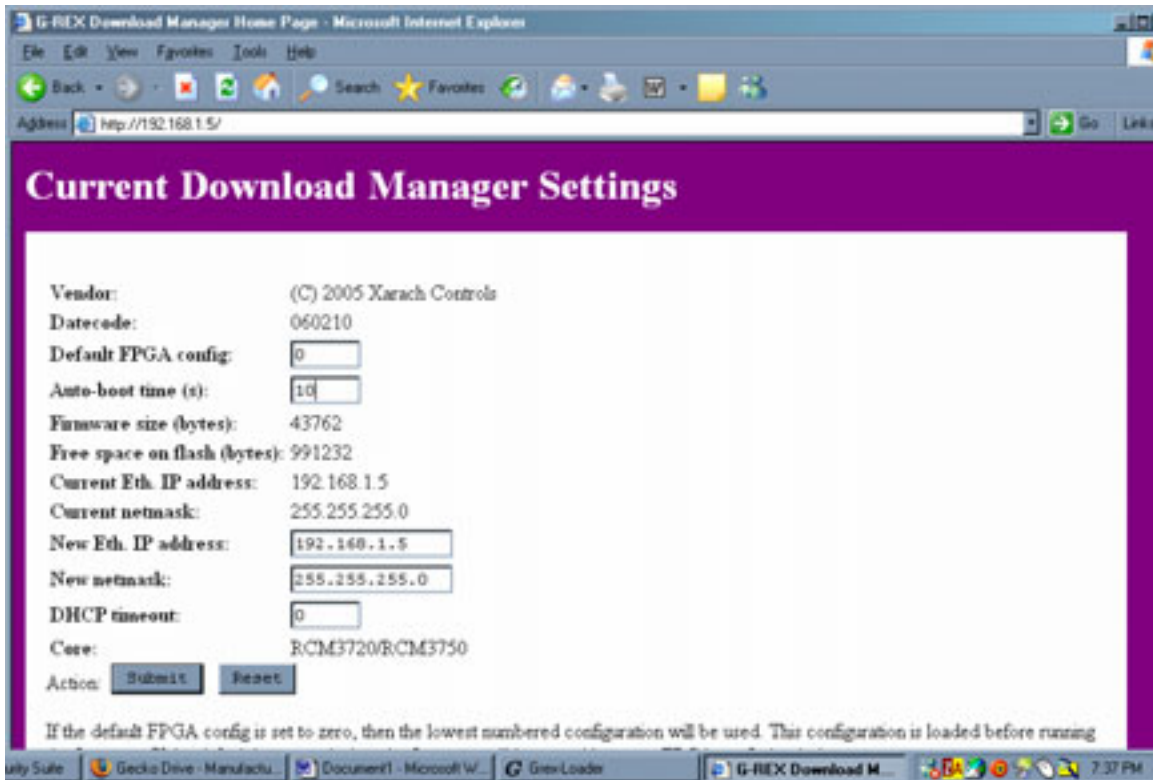 G-REX Download Manager Home Page - Microsoft Internet Explorer
File Edit View Favorites Tools Help
Back Search Favorites
Address http://192.168.1.5/ Go Links
Current Download Manager Settings
Vendor: (C) 2005 Xarach Controls
Datecode: 060210
Default FPGA config: 0
Auto-boot time (s): 10
Firmware size (bytes): 43762
Free space on flash (bytes): 991232
Current Eth. IP address: 192.168.1.5
Current netmask: 255.255.255.0
New Eth. IP address: 192.168.1.5
New netmask: 255.255.255.0
DHCP timeout: 0
Core: RCM3720/RCM3750
Action: Submit Reset
If the default FPGA config is set to zero, then the lowest numbered configuration will be used. This configuration is loaded before running
urity Suite Gecko Drive - Manufactu... Document1 - Microsoft W... GrexLoader G-REX Download M... 7:37 PM